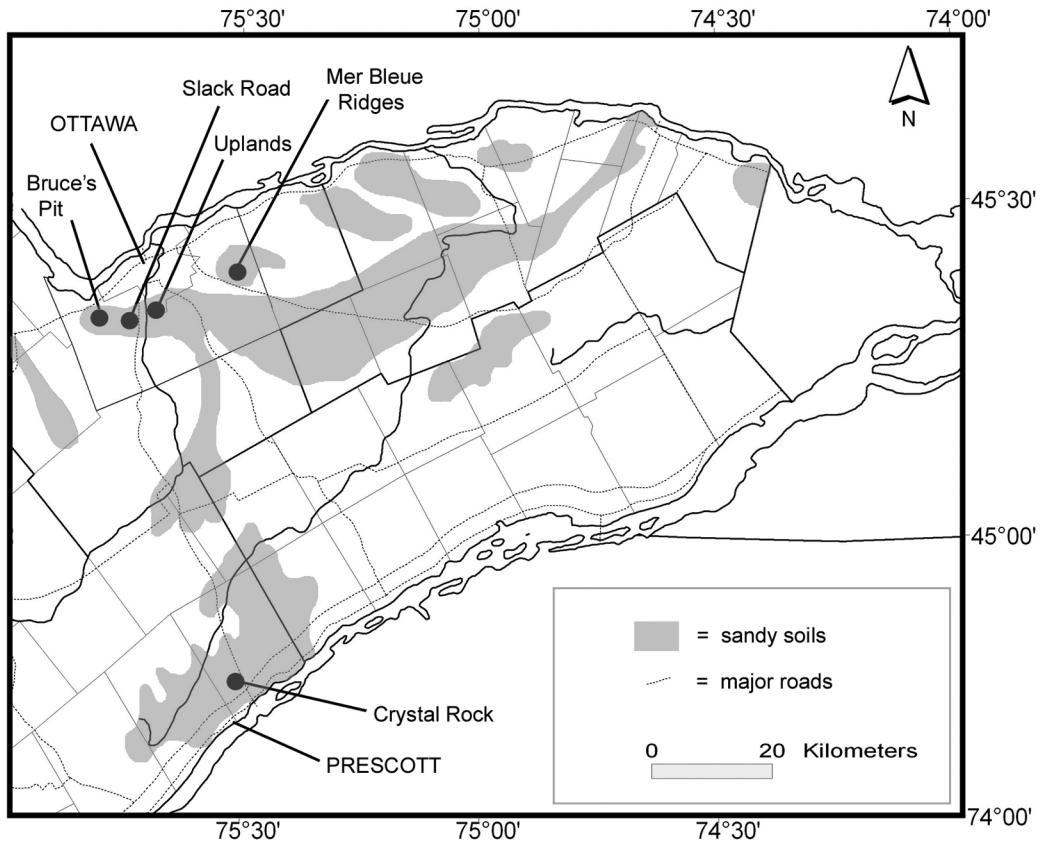 75°30'
75°00'
74°30'
74°00'
Slack Road
Mer Bleue
Ridges
OTTAWA
Uplands
Bruce's
Pit
N
45°30'
45°00'
= sandy soils
= major roads
Crystal Rock
0 20 Kilometers
PRESCOTT
74°00'
75°30'
75°00'
74°30'